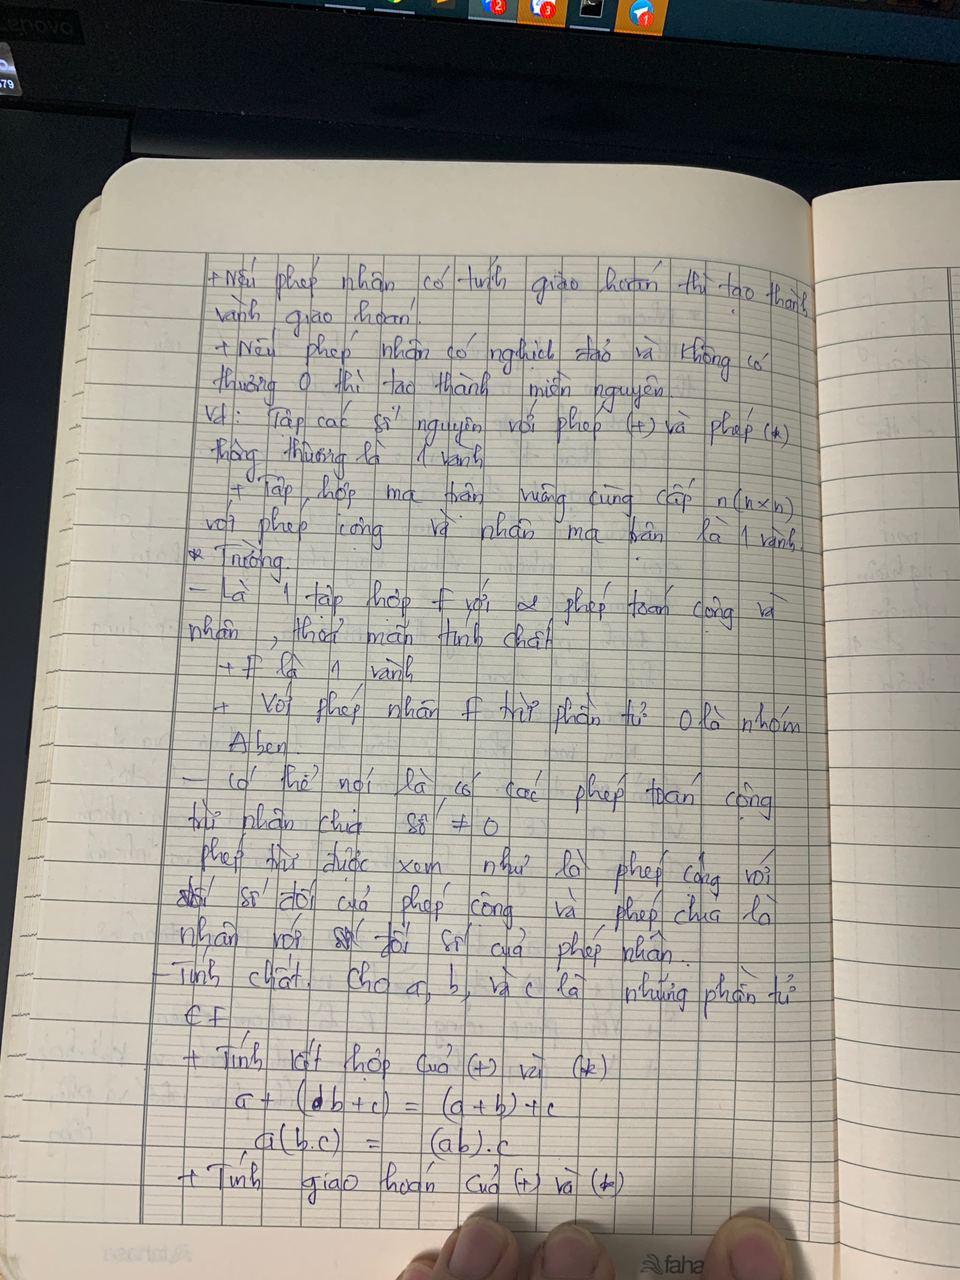 + Nếu phép nhân có tính giao hoán thì tạo thành
vành giao hoán.
+ Nếu phép nhân có nghịch đảo và không có
thương 0 thì tạo thành miền nguyên.
Vd: Tập các số nguyên với phép (+) và phép (*)
thông thường là 1 vành
+ Tập hợp ma trận vuông cùng cấp n (n×n)
với phép cộng và nhân ma trận là 1 vành.
* Trường.
- Là 1 tập hợp F với 2 phép toán cộng và
nhân, thoả mãn tính chất
+ F là 1 vành
+ Với phép nhân F trừ phần tử 0 là nhóm
Aben.
- Có thể nói là có các phép toán cộng
trừ nhân chia số ≠ 0
phép trừ được xem như là phép cộng với
số đối của phép cộng và phép chia là
nhân với đối số của phép nhân.
- Tính chất. Cho a, b, và c là những phần tử
∈ F
+ Tính kết hợp của (+) và (*)
a + (b + c) = (a + b) + c
a(b.c) = (ab).c
+ Tính giao hoán của (+) và (*)
faha
fahasa
enovo
579
2
3
1